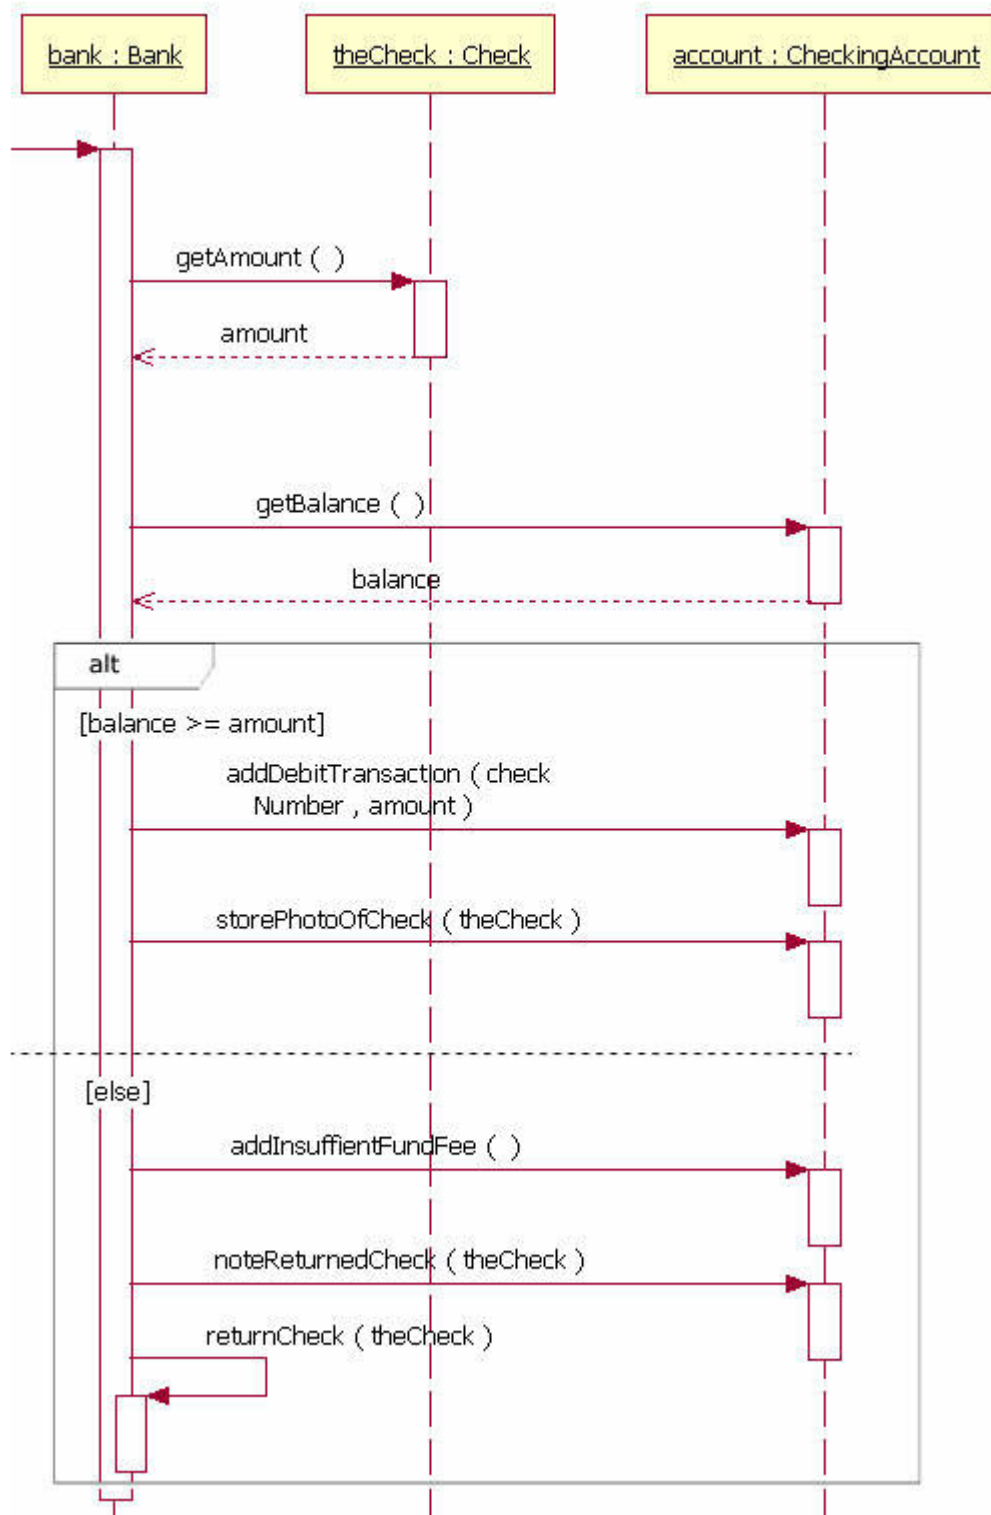 bank : Bank
theCheck : Check
account : CheckingAccount
getAmount ( )
amount
getBalance ( )
balance
alt
[balance >= amount]
addDebitTransaction ( check
Number , amount )
storePhotoOfCheck ( theCheck )
[else]
addInsuffientFundFee ( )
noteReturnedCheck ( theCheck )
returnCheck ( theCheck )